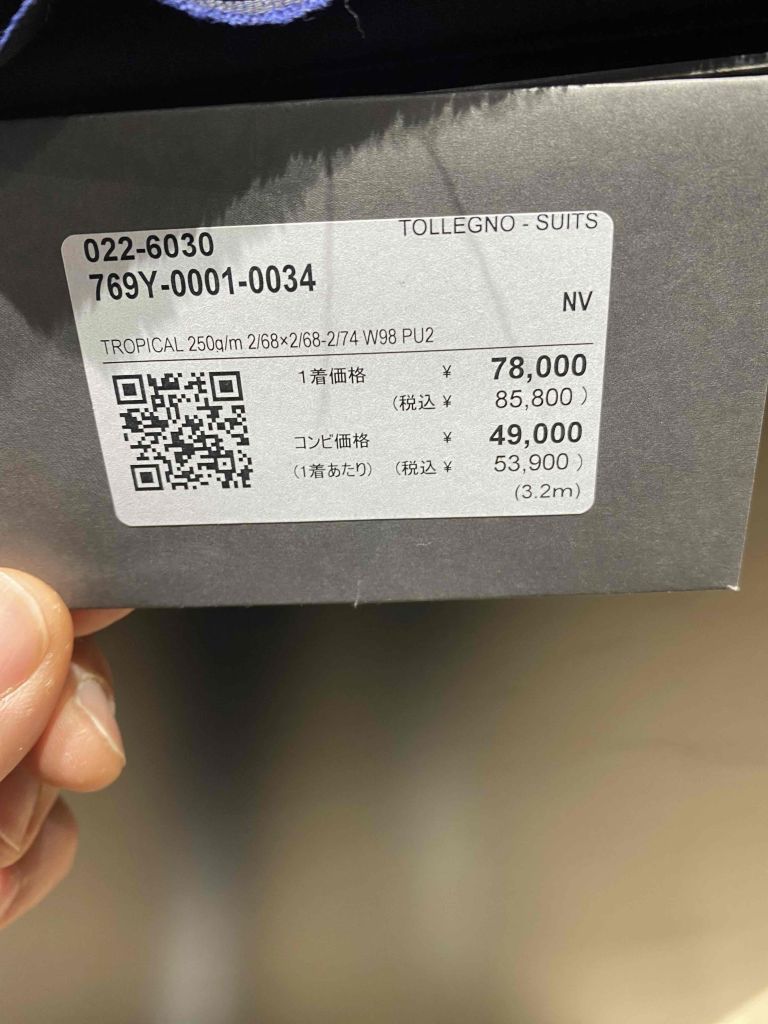 022-6030
TOLLEGNO - SUITS
769Y-0001-0034
NV
TROPICAL 250g/m 2/68×2/68-2/74 W98 PU2
1着価格 ¥ 78,000
(税込 ¥ 85,800 )
コンビ価格 ¥ 49,000
(1着あたり) (税込 ¥ 53,900 )
(3.2m)